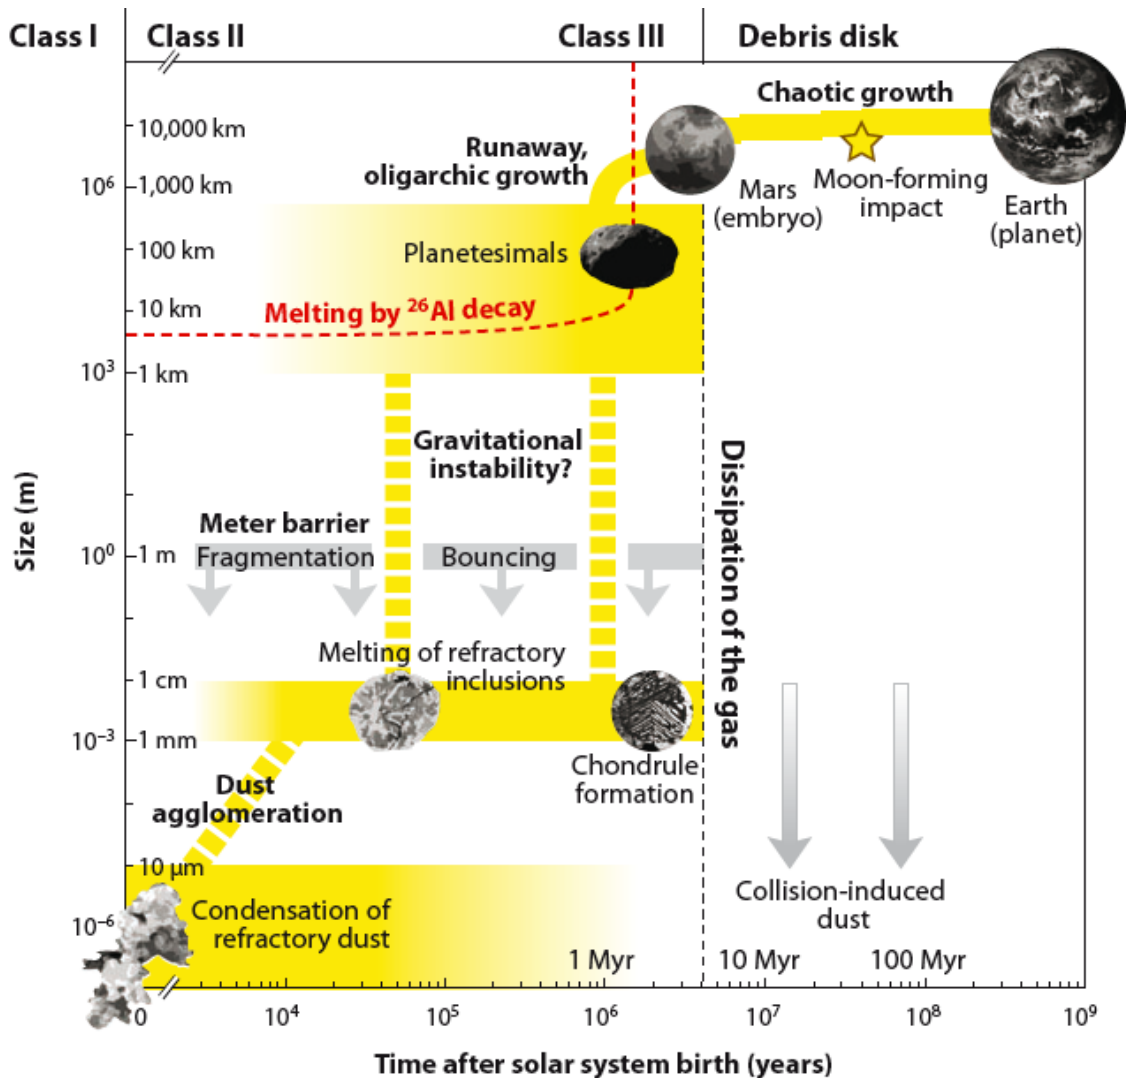 Class I
Class II
Class III
Debris disk
Chaotic growth
10,000 km
Runaway,
oligarchic growth
10⁶
1,000 km
Mars
(embryo)
Moon-forming
impact
Earth
(planet)
100 km
Planetesimals
10 km
Melting by ²⁶Al decay
10³
1 km
Gravitational
instability?
Dissipation of the gas
Size (m)
Meter barrier
10⁰
1 m
Fragmentation
Bouncing
Melting of refractory
inclusions
1 cm
10⁻³
1 mm
Chondrule
formation
Dust
agglomeration
10 µm
Collision-induced
dust
10⁻⁶
Condensation of
refractory dust
1 Myr
10 Myr
100 Myr
0
10⁴
10⁵
10⁶
10⁷
10⁸
10⁹
Time after solar system birth (years)